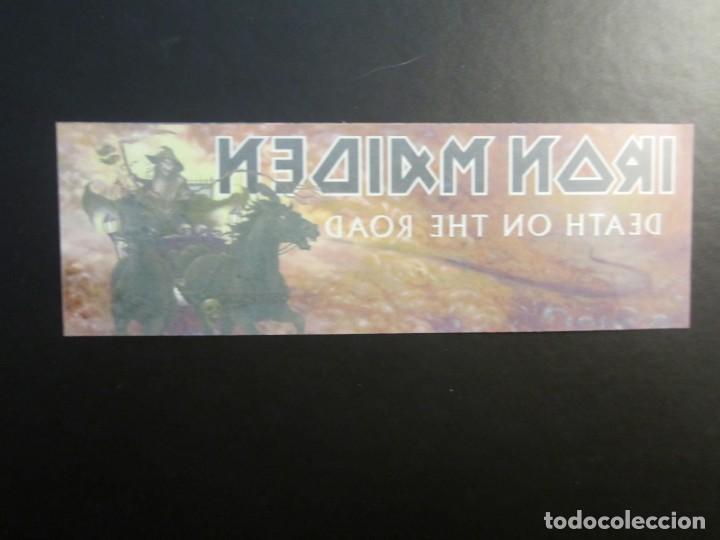 IRON MAIDEN
DEATH ON THE ROAD
todocoleccion